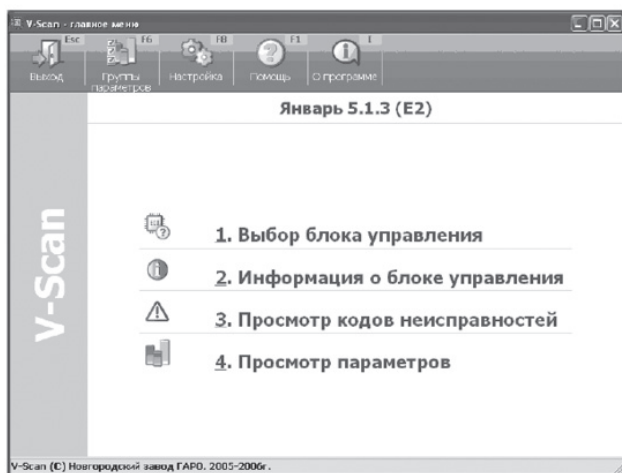 V-Scan - главное меню
Esc F6 F8 F1 I
Выход Группы параметров Настройка Помощь О программе
Январь 5.1.3 (E2)
V-Scan
1. Выбор блока управления
2. Информация о блоке управления
3. Просмотр кодов неисправностей
4. Просмотр параметров
V-Scan (C) Новгородский завод ГАРО. 2005-2006г.